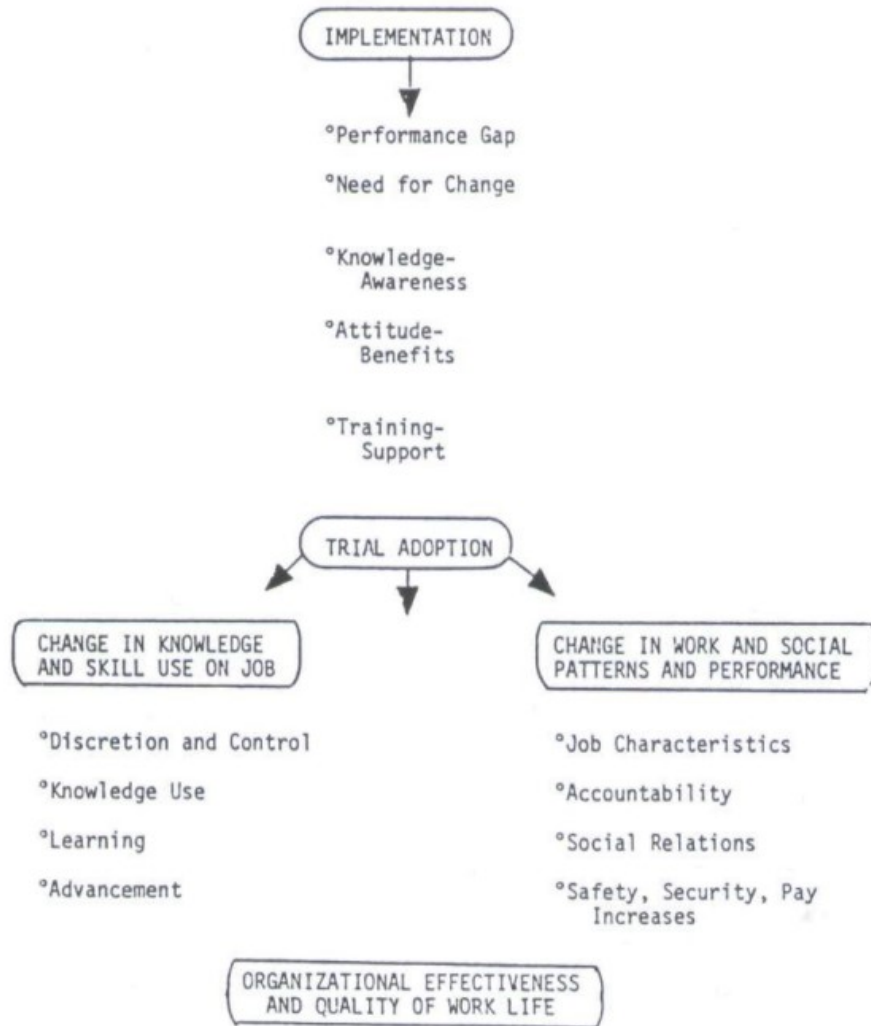 IMPLEMENTATION
°Performance Gap
°Need for Change
°Knowledge-
Awareness
°Attitude-
Benefits
°Training-
Support
TRIAL ADOPTION
CHANGE IN KNOWLEDGE
AND SKILL USE ON JOB
°Discretion and Control
°Knowledge Use
°Learning
°Advancement
CHANGE IN WORK AND SOCIAL
PATTERNS AND PERFORMANCE
°Job Characteristics
°Accountability
°Social Relations
°Safety, Security, Pay
Increases
ORGANIZATIONAL EFFECTIVENESS
AND QUALITY OF WORK LIFE